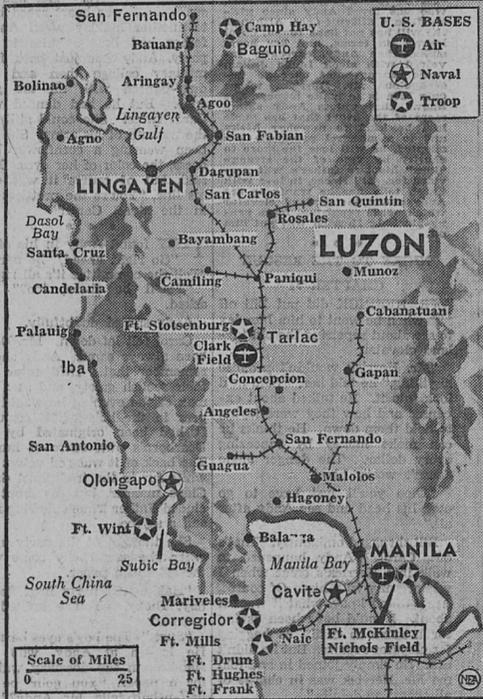 San Fernando
Camp Hay
Baguio
U. S. BASES
Air
Naval
Troop
Bauang
Aringay
Bolinao
Agoo
Lingayen
Gulf
Agno
San Fabian
Dagupan
LINGAYEN
San Carlos
San Quintin
Rosales
Dasol
Bay
Bayambang
LUZON
Santa Cruz
Camiling
Paniqui
Munoz
Candelaria
Cabanatuan
Ft. Stotsenburg
Palauig
Tarlac
Clark
Field
Iba
Gapan
Concepcion
Angeles
San Antonio
San Fernando
Guagua
Olongapo
Malolos
Hagoney
Ft. Wint
Subic Bay
Manila Bay
MANILA
South China
Sea
Cavite
Mariveles
Corregidor
Naic
Ft. McKinley
Nichols Field
Ft. Mills
Ft. Drum
Ft. Hughes
Ft. Frank
Scale of Miles
0 25
NEA